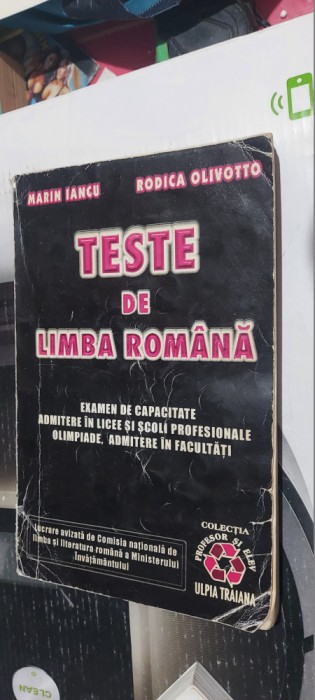 MARIN IANCU
RODICA OLIVOTTO
TESTE
DE
LIMBA ROMÂNĂ
EXAMEN DE CAPACITATE
ADMITERE ÎN LICEE ȘI ȘCOLI PROFESIONALE
OLIMPIADE, ADMITERE ÎN FACULTĂȚI
Lucrare avizată de Comisia națională de
limba și literatura română a Ministerului
Învățământului
COLECȚIA
PROFESOR ȘI ELEV
ULPIA TRAIANA
CLEAN